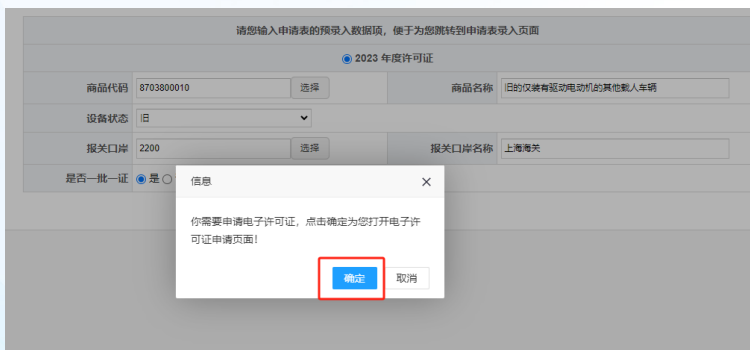 请您输入申请表的预录入数据项，便于为您跳转到申请表录入页面
2023 年度许可证
商品代码 8703800010 选择 商品名称 旧的仅装有驱动电动机的其他载人车辆
设备状态 旧
报关口岸 2200 选择 报关口岸名称 上海海关
是否一批一证 是
信息
你需要申请电子许可证，点击确定为您打开电子许
可证申请页面!
确定 取消